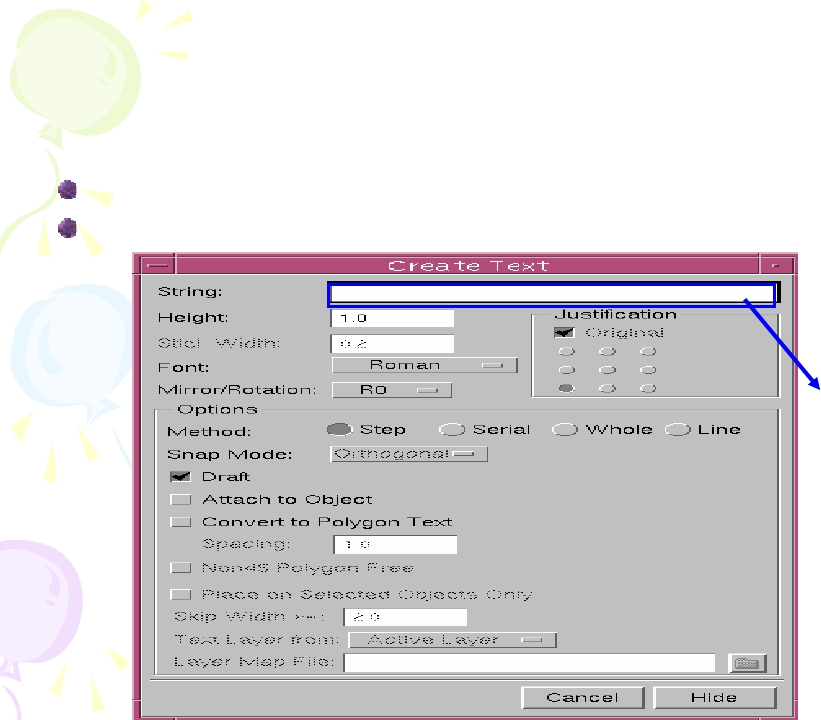 Create Text
String:
Height: 1.0 Justification
Original
Stick Width: 0.2
Font: Roman
Mirror/Rotation: R0
Options
Method: Step Serial Whole Line
Snap Mode: Orthogonal
Draft
Attach to Object
Convert to Polygon Text
Spacing: 1.0
Non45 Polygon Free
Place on Selected Objects Only
Skip Width >=: 2.0
Text Layer from: Active Layer
Layer Map File:
Cancel Hide